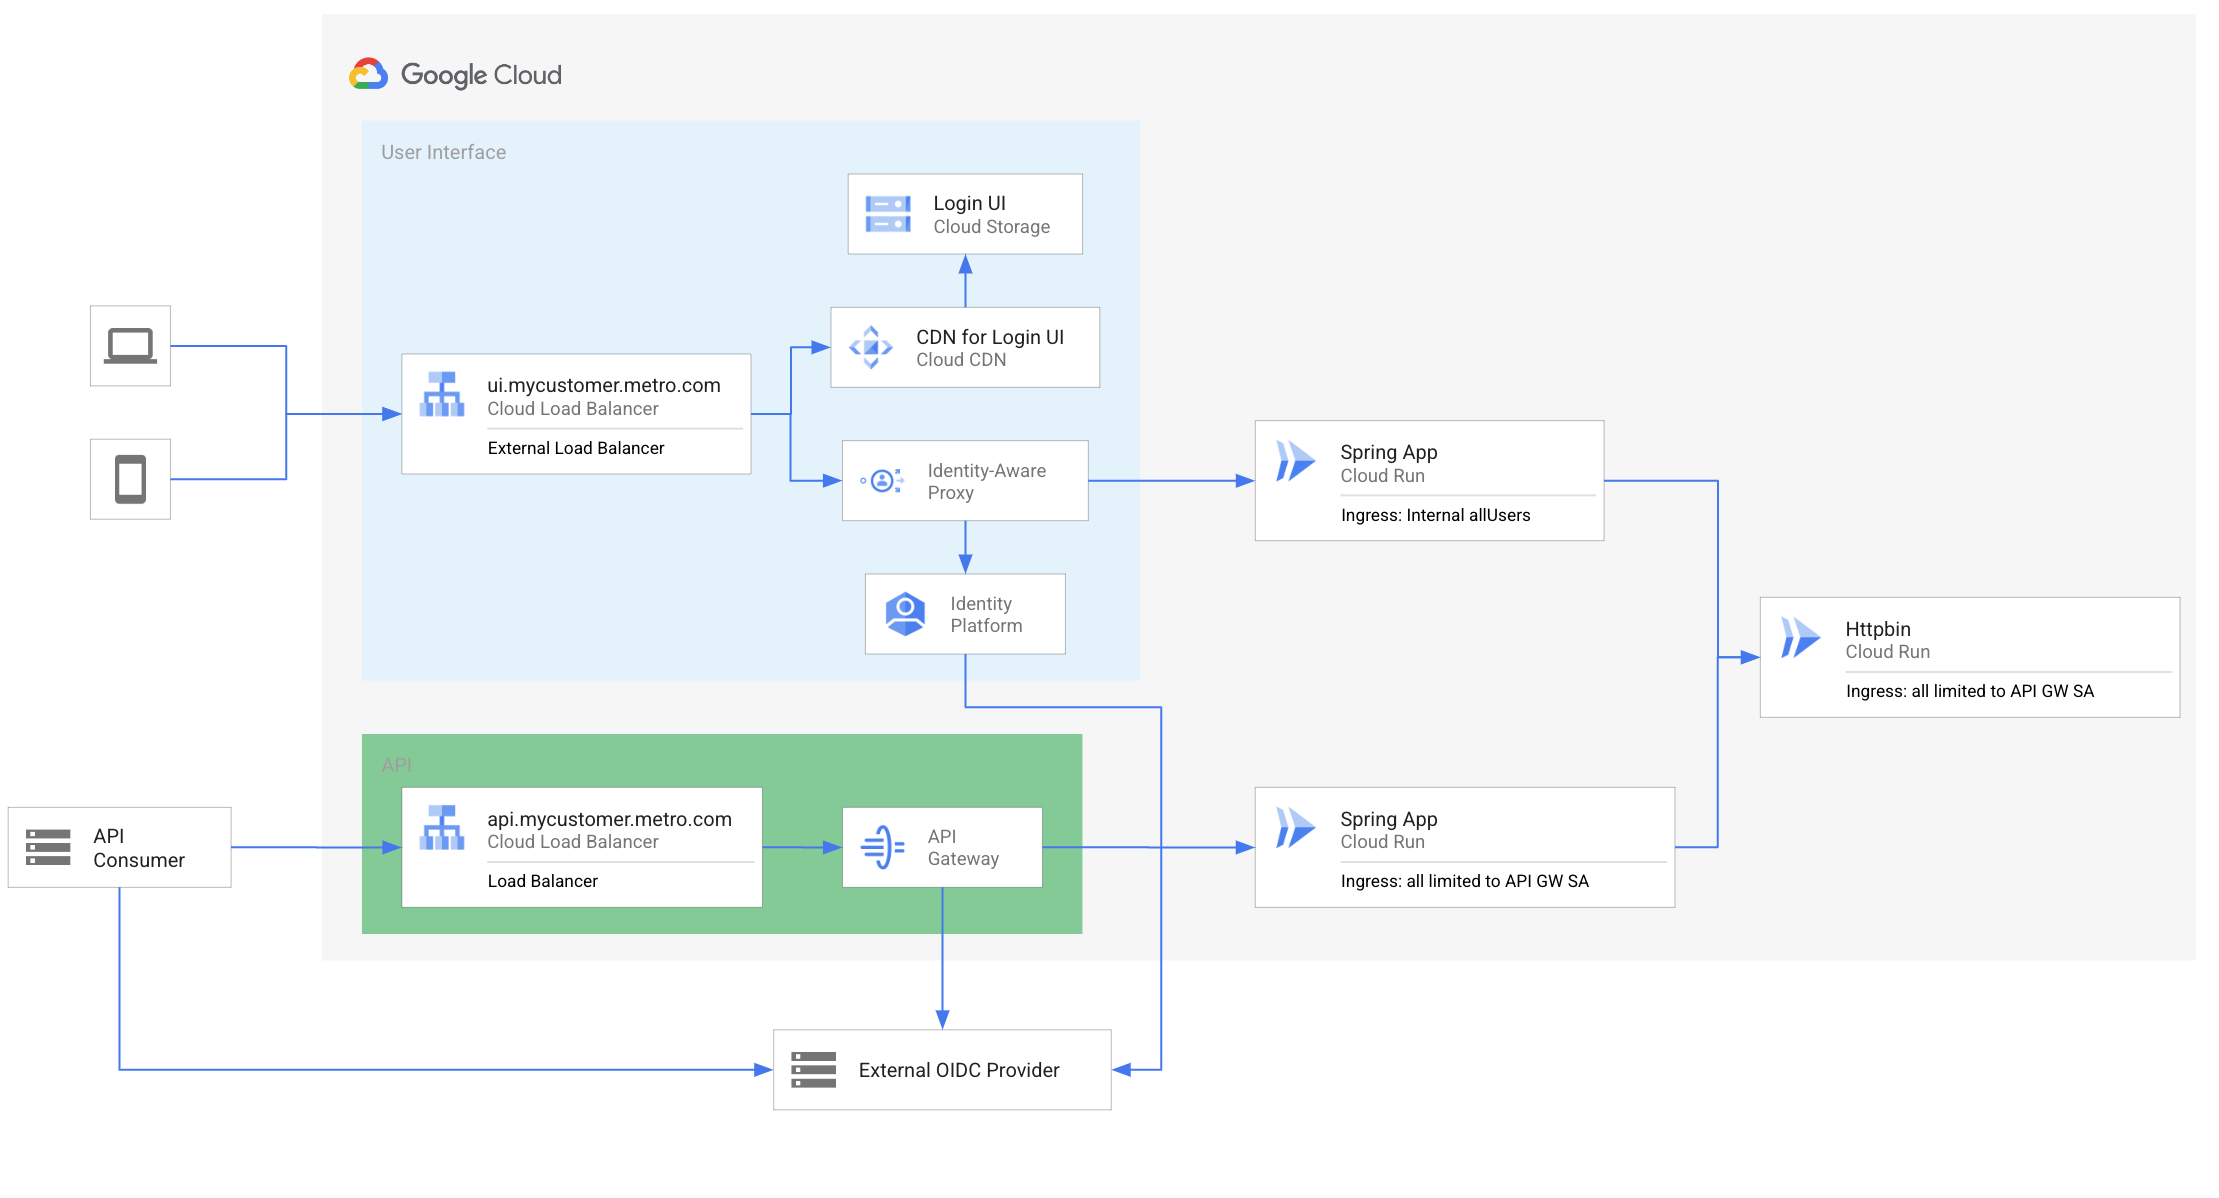 Google Cloud
User Interface
Login UI
Cloud Storage
CDN for Login UI
Cloud CDN
ui.mycustomer.metro.com
Cloud Load Balancer
External Load Balancer
Identity-Aware
Proxy
Spring App
Cloud Run
Ingress: Internal allUsers
Identity
Platform
Httpbin
Cloud Run
Ingress: all limited to API GW SA
API
API
Consumer
api.mycustomer.metro.com
Cloud Load Balancer
Load Balancer
API
Gateway
Spring App
Cloud Run
Ingress: all limited to API GW SA
External OIDC Provider